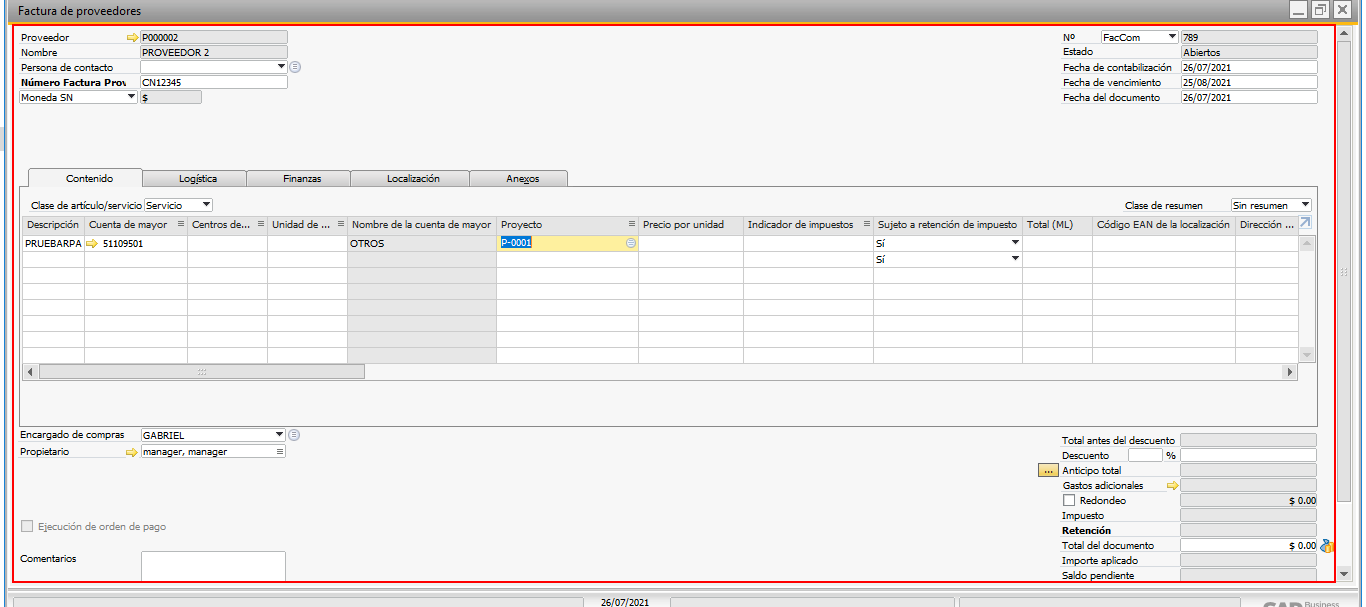 Factura de proveedores
Proveedor P000002
Nombre PROVEEDOR 2
Persona de contacto
Número Factura Prov CN12345
Moneda SN $
Nº FacCom 789
Estado Abiertos
Fecha de contabilización 26/07/2021
Fecha de vencimiento 25/08/2021
Fecha del documento 26/07/2021
Contenido Logística Finanzas Localización Anexos
Clase de artículo/servicio Servicio
Clase de resumen Sin resumen
Descripción Cuenta de mayor Centros de... Unidad de ... Nombre de la cuenta de mayor Proyecto Precio por unidad Indicador de impuestos Sujeto a retención de impuesto Total (ML) Código EAN de la localización Dirección ...
PRUEBARPA 51109501 OTROS P-0001 Sí
Sí
Encargado de compras GABRIEL
Propietario manager, manager
Ejecución de orden de pago
Comentarios
Total antes del descuento
Descuento %
... Anticipo total
Gastos adicionales
Redondeo $ 0.00
Impuesto
Retención
Total del documento $ 0.00
Importe aplicado
Saldo pendiente
26/07/2021
Business